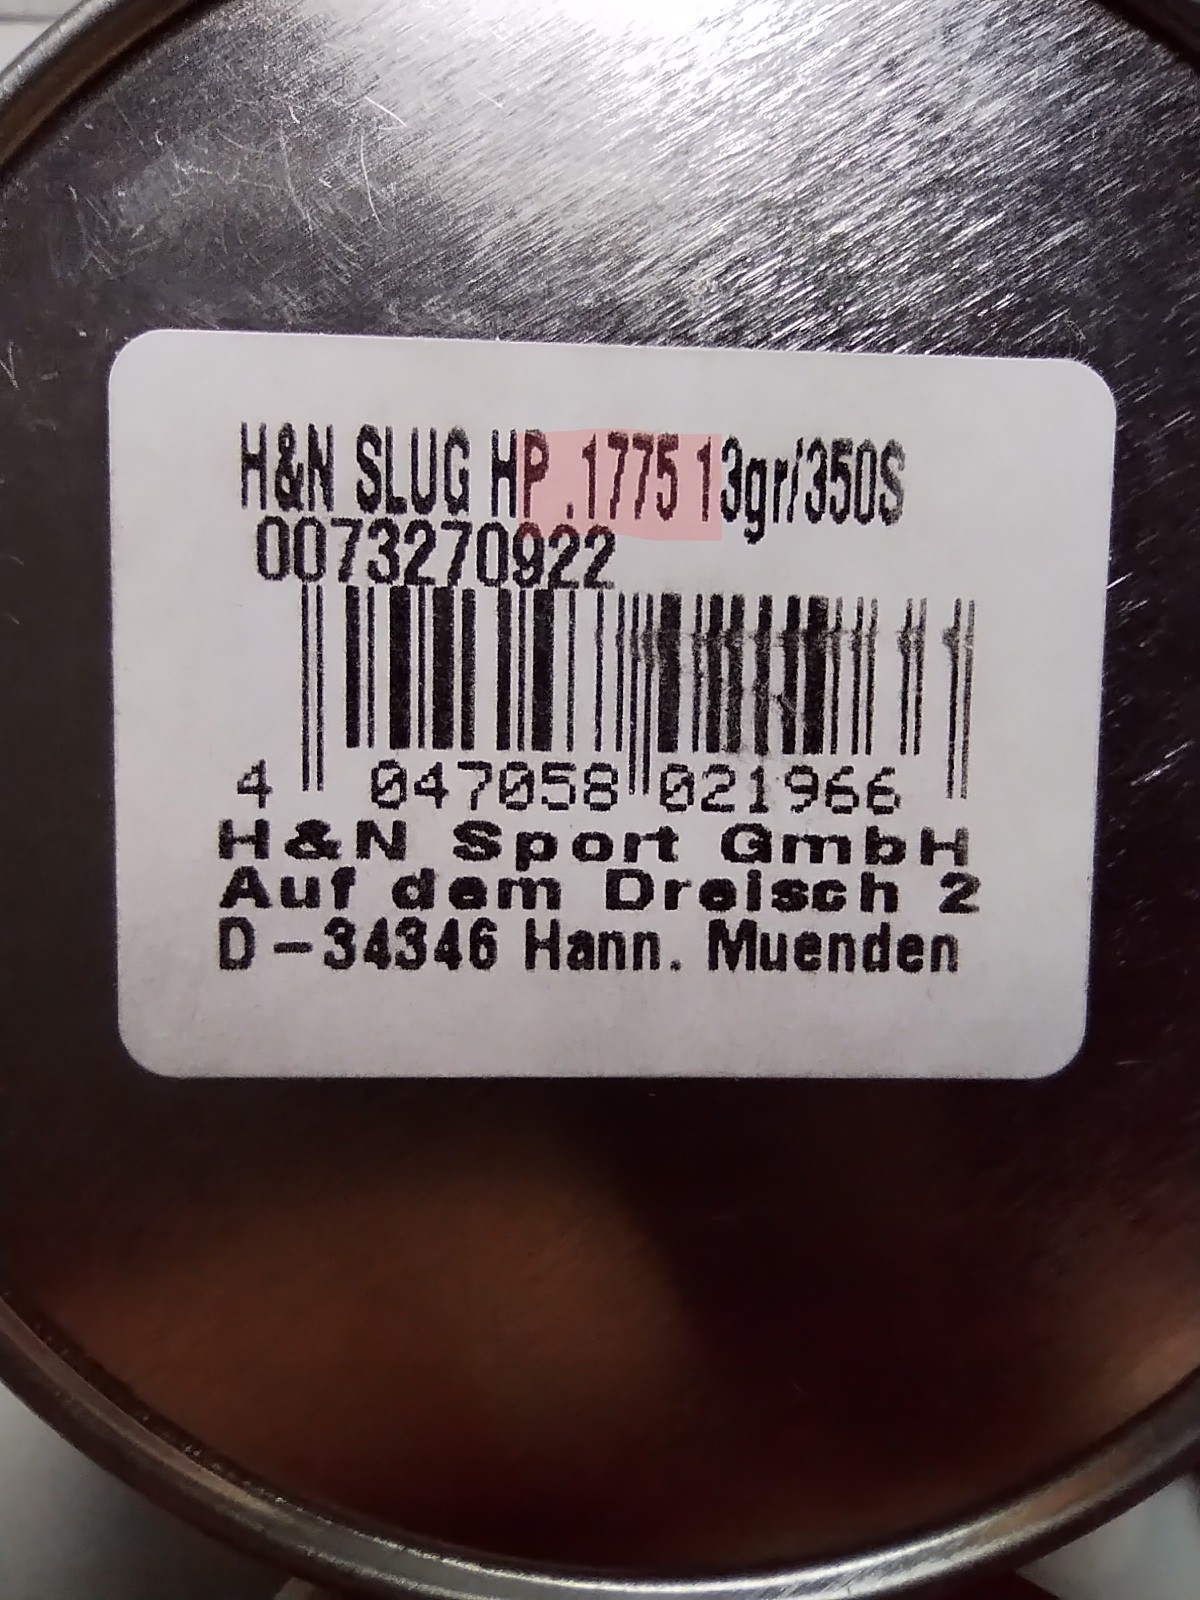 H&N SLUG HP .1775 13gr/350S
0073270922
4 047058 021966
H&N Sport GmbH
Auf dem Dreisch 2
D-34346 Hann. Muenden